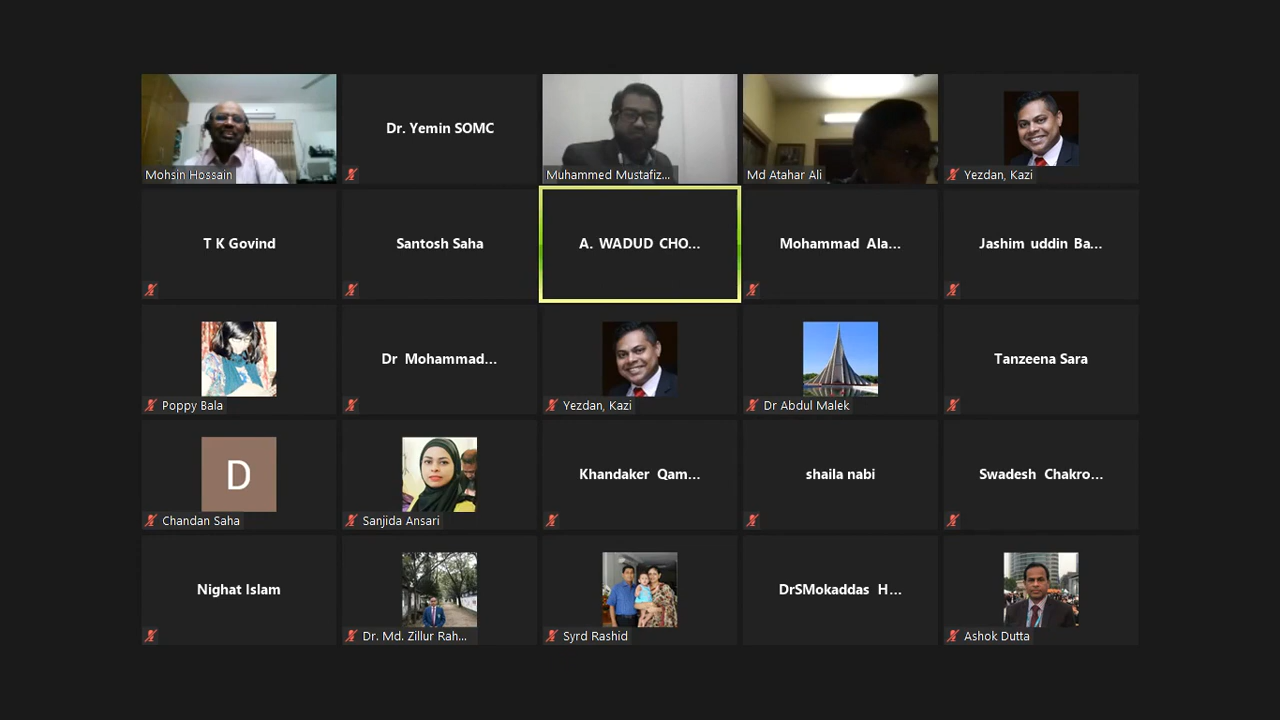 Mohsin Hossain
Dr. Yemin SOMC
Muhammed Mustafiz...
Md Atahar Ali
Yezdan, Kazi
T K Govind
Santosh Saha
A. WADUD CHO...
Mohammad Ala...
Jashim uddin Ba...
Poppy Bala
Dr Mohammad...
Yezdan, Kazi
Dr Abdul Malek
Tanzeena Sara
D
Chandan Saha
Sanjida Ansari
Khandaker Qam...
shaila nabi
Swadesh Chakro...
Nighat Islam
Dr. Md. Zillur Rah...
Syrd Rashid
DrSMokaddas H...
Ashok Dutta